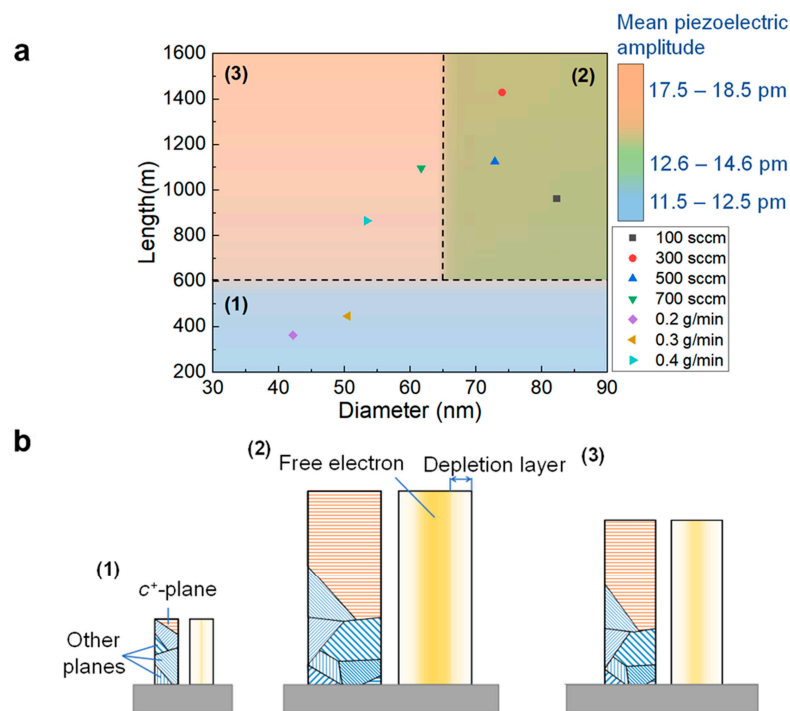 a
Mean piezoelectric
amplitude
1600
1400
1200
1000
800
600
400
200
Length(m)
(3)
(2)
(1)
17.5 – 18.5 pm
12.6 – 14.6 pm
11.5 – 12.5 pm
100 sccm
300 sccm
500 sccm
700 sccm
0.2 g/min
0.3 g/min
0.4 g/min
30 40 50 60 70 80 90
Diameter (nm)
b
(2)
Free electron
Depletion layer
(3)
(1)
c⁺-plane
Other
planes